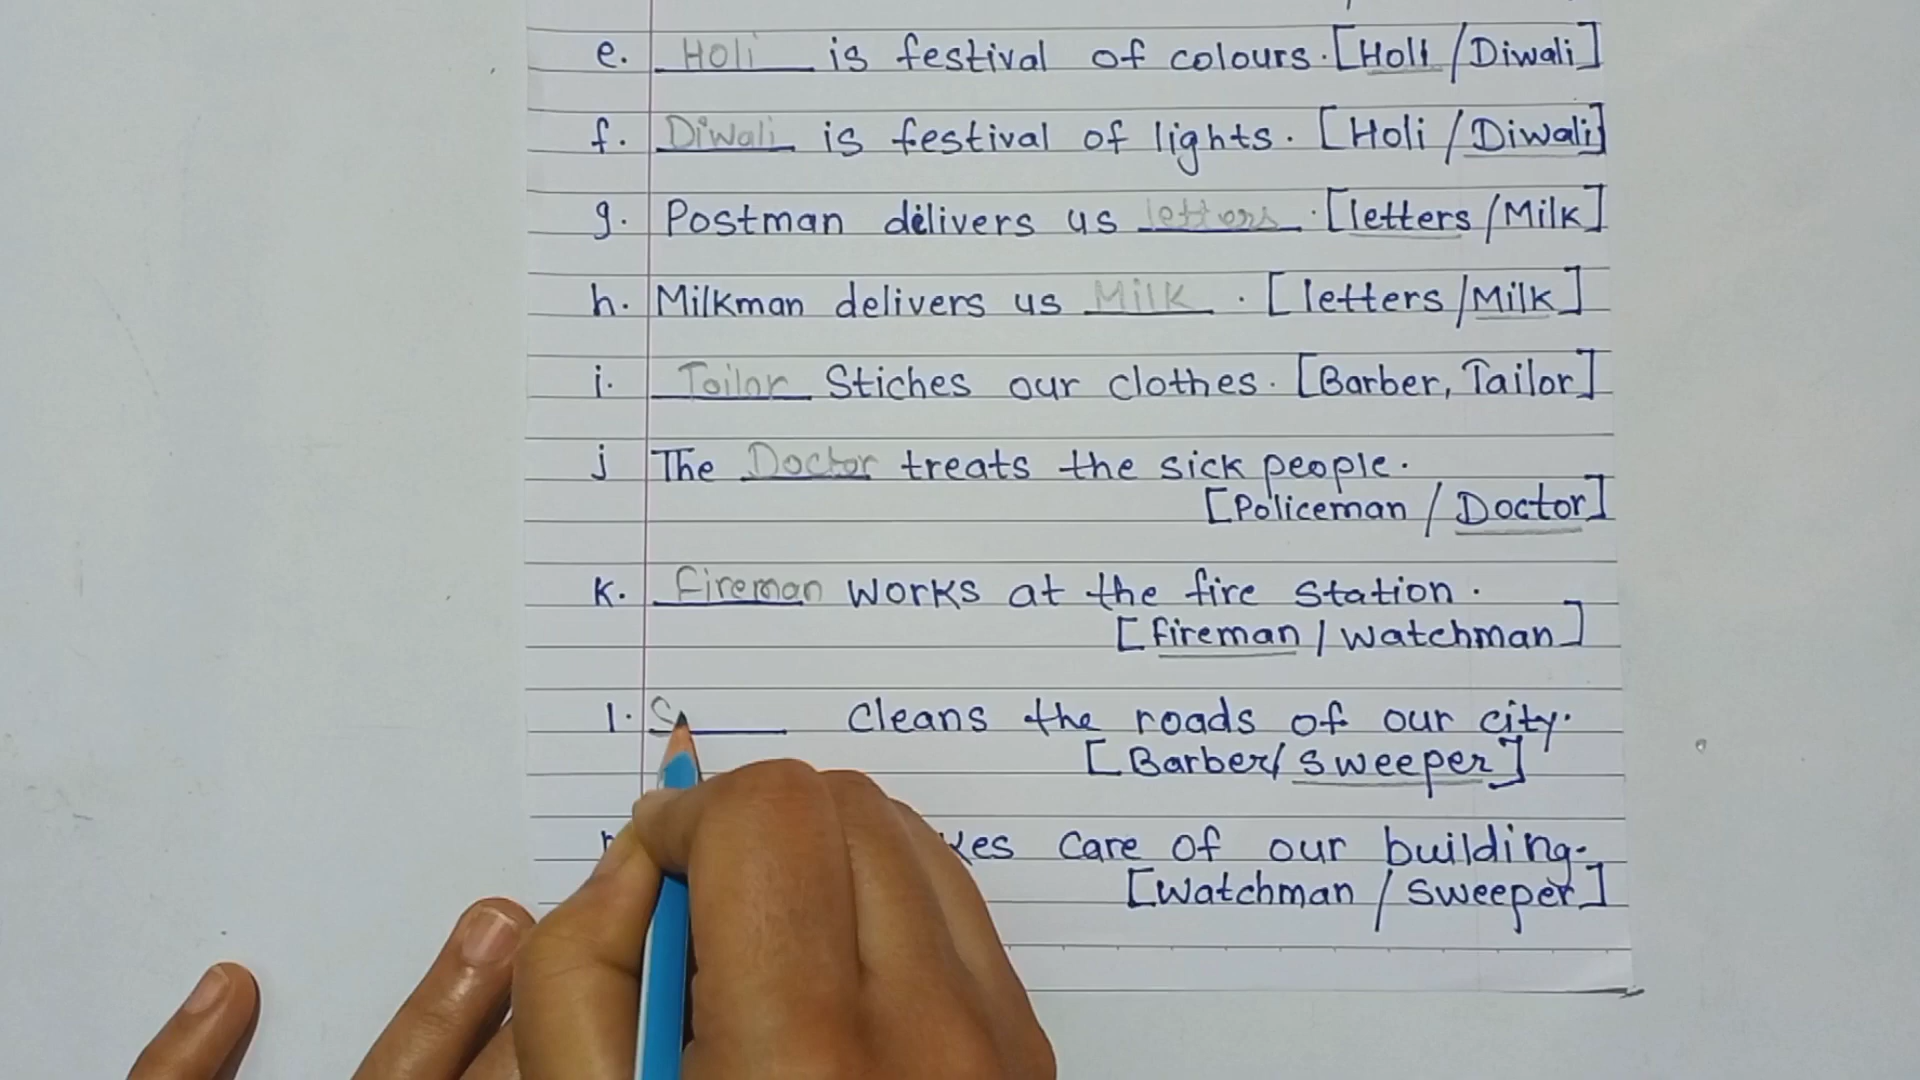 e. Holi is festival of colours. [Holi / Diwali]
f. Diwali is festival of lights. [Holi / Diwali]
g. Postman delivers us letters. [letters / Milk]
h. Milkman delivers us Milk. [letters / Milk]
i. Tailor Stiches our clothes. [Barber, Tailor]
j The Doctor treats the sick people.
[Policeman / Doctor]
k. Fireman works at the fire station.
[fireman / watchman]
l. S cleans the roads of our city.
[Barber/ sweeper]
care of our building.
[watchman / sweeper]